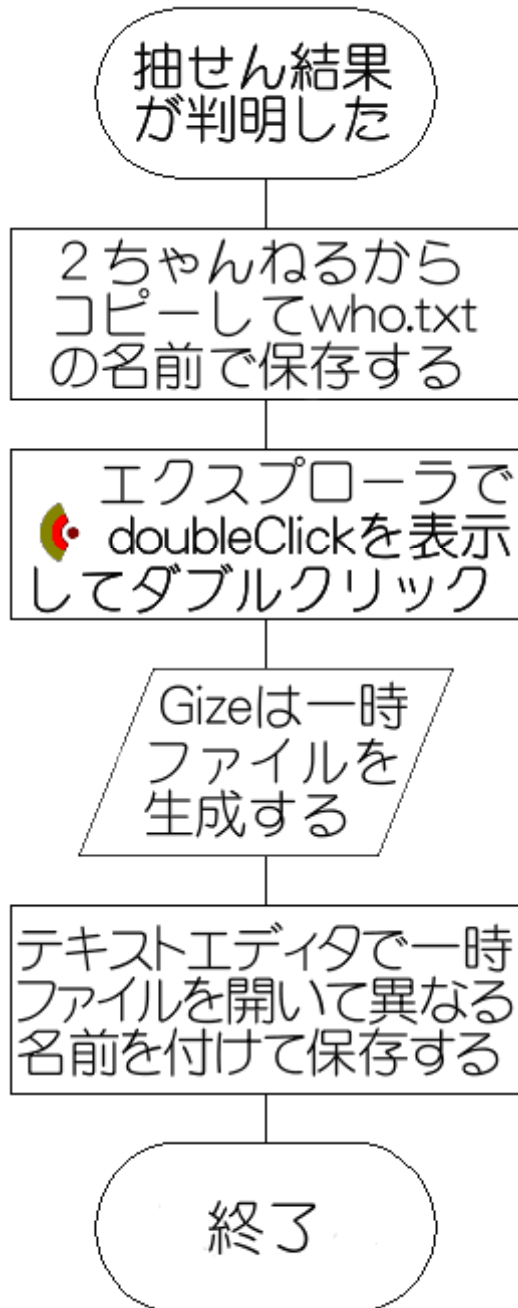 抽せん結果
が判明した
２ちゃんねるから
コピーしてwho.txt
の名前で保存する
エクスプローラで
doubleClickを表示
してダブルクリック
Gizeは一時
ファイルを
生成する
テキストエディタで一時
ファイルを開いて異なる
名前を付けて保存する
終了